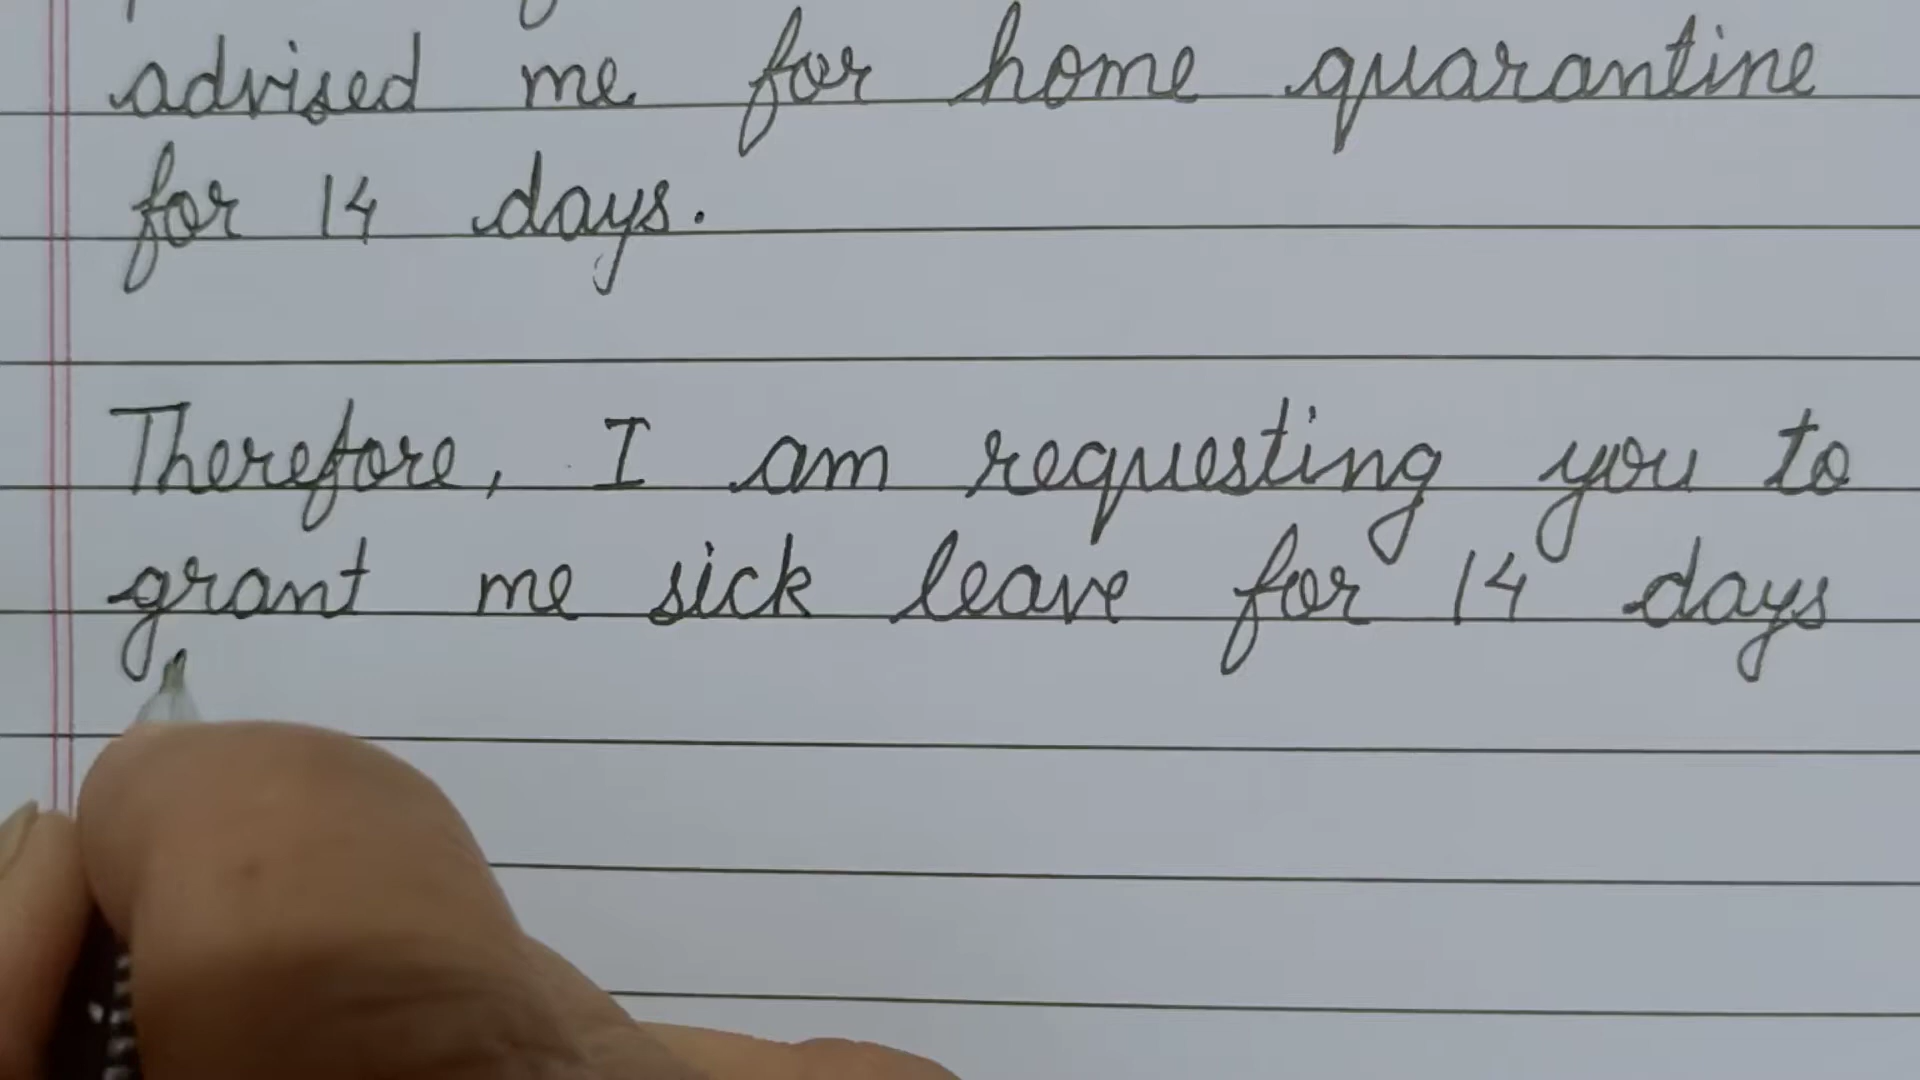 advised me for home quarantine
for 14 days.
Therefore, I am requesting you to
grant me sick leave for 14 days